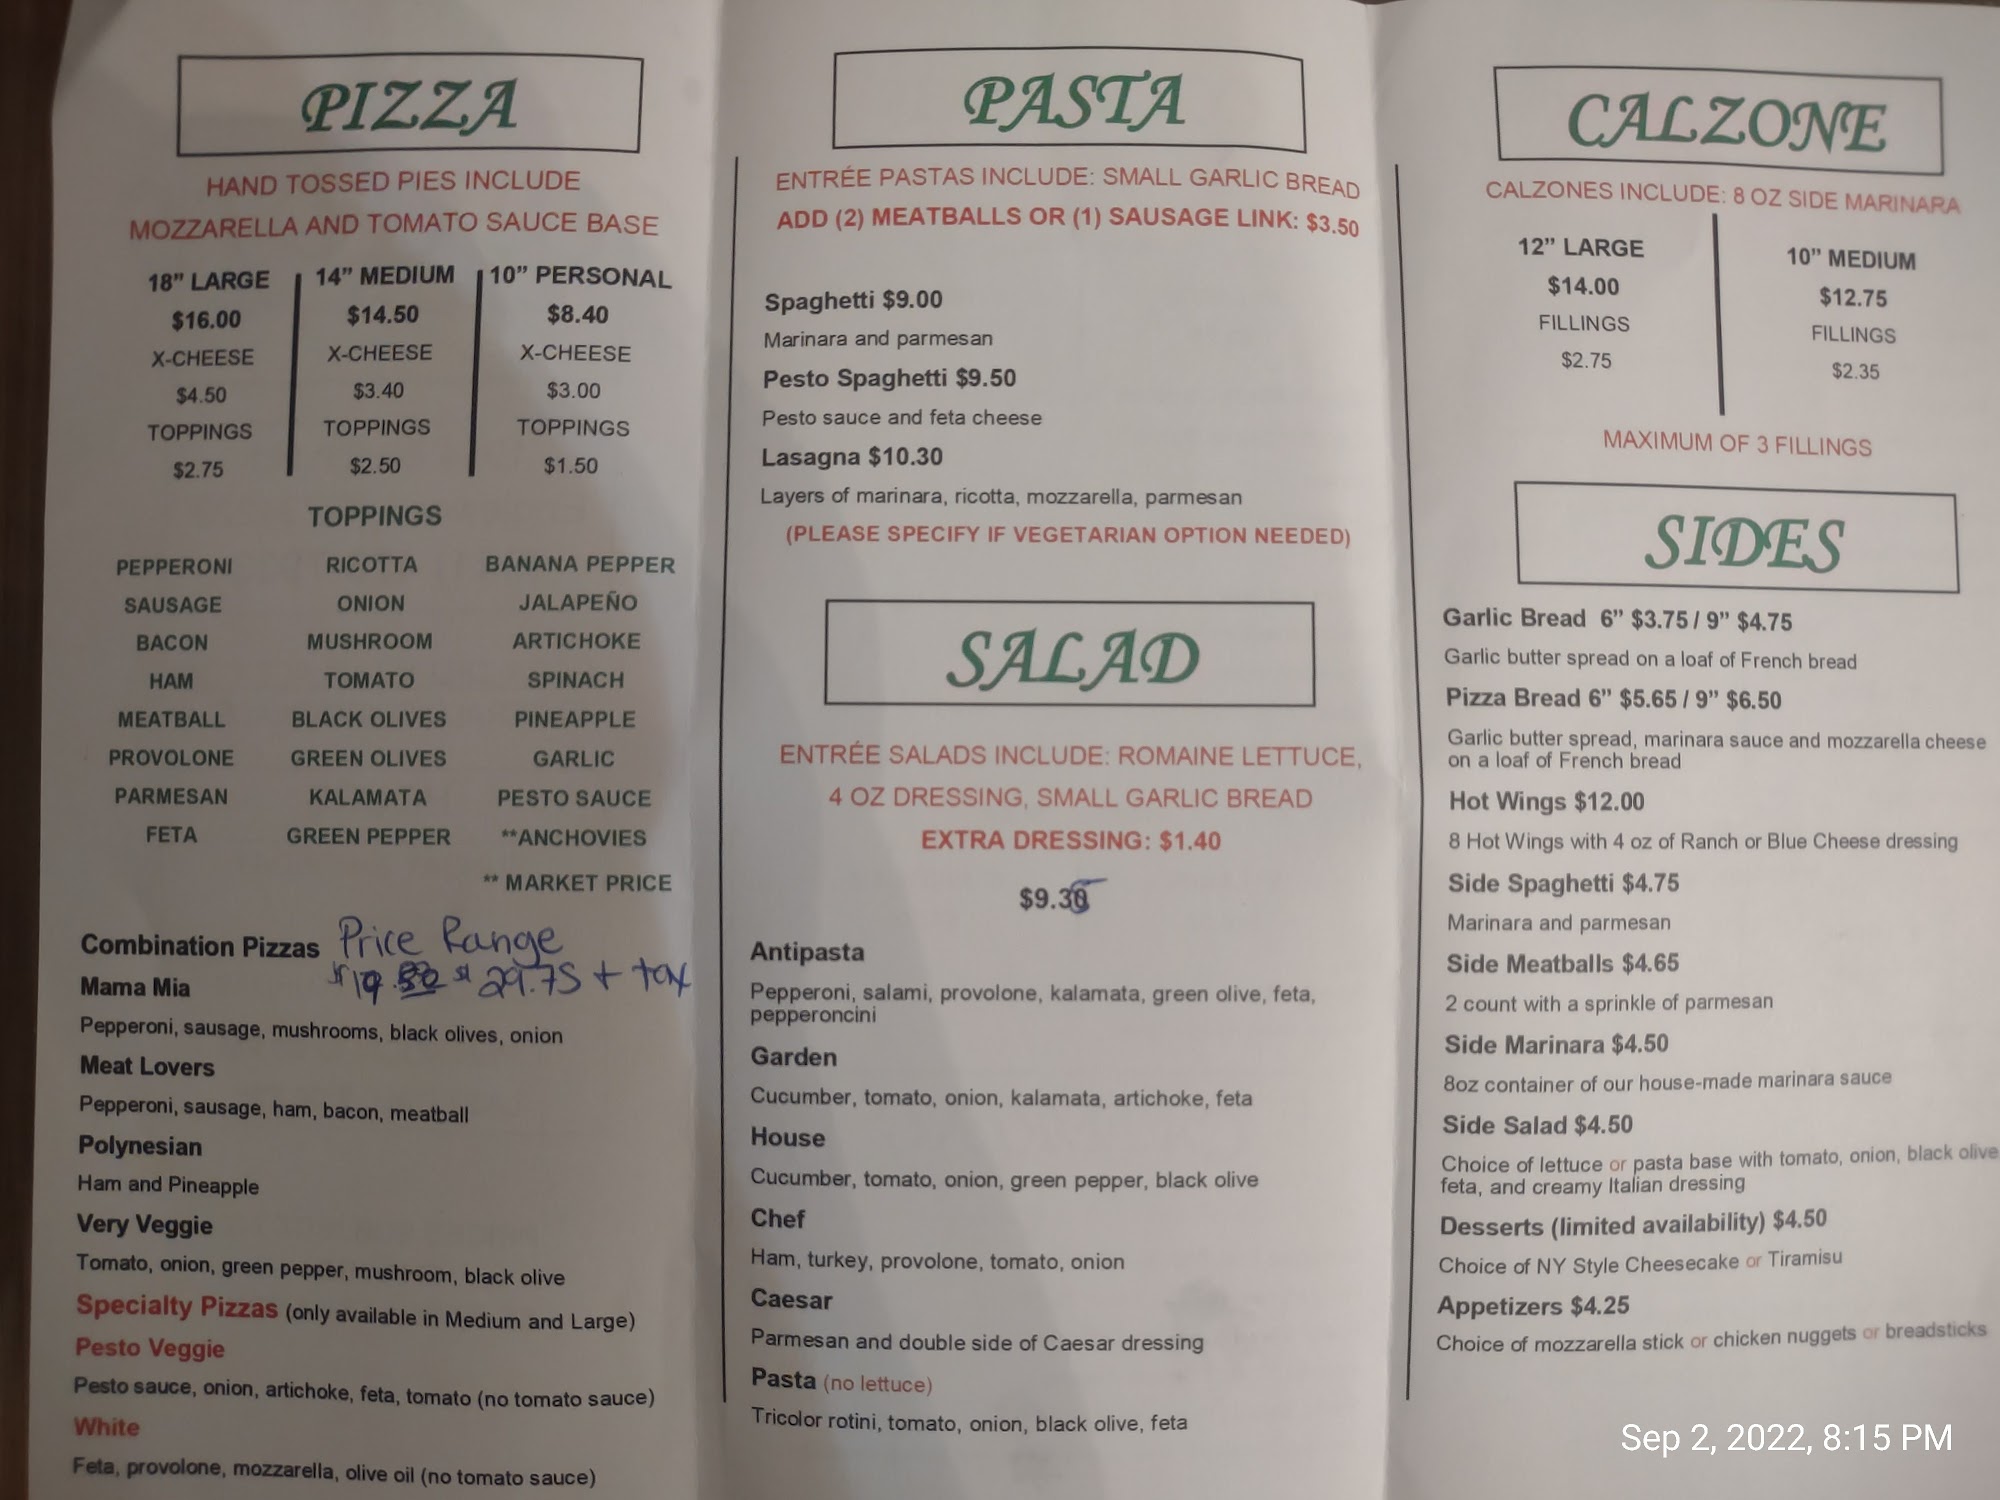 PIZZA
HAND TOSSED PIES INCLUDE
MOZZARELLA AND TOMATO SAUCE BASE
18” LARGE
$16.00
X-CHEESE
$4.50
TOPPINGS
$2.75
14” MEDIUM
$14.50
X-CHEESE
$3.40
TOPPINGS
$2.50
10” PERSONAL
$8.40
X-CHEESE
$3.00
TOPPINGS
$1.50
TOPPINGS
PEPPERONI RICOTTA BANANA PEPPER
SAUSAGE ONION JALAPEÑO
BACON MUSHROOM ARTICHOKE
HAM TOMATO SPINACH
MEATBALL BLACK OLIVES PINEAPPLE
PROVOLONE GREEN OLIVES GARLIC
PARMESAN KALAMATA PESTO SAUCE
FETA GREEN PEPPER **ANCHOVIES
** MARKET PRICE
Combination Pizzas Price Range
$29.75 + tax
Mama Mia
Pepperoni, sausage, mushrooms, black olives, onion
Meat Lovers
Pepperoni, sausage, ham, bacon, meatball
Polynesian
Ham and Pineapple
Very Veggie
Tomato, onion, green pepper, mushroom, black olive
Specialty Pizzas (only available in Medium and Large)
Pesto Veggie
Pesto sauce, onion, artichoke, feta, tomato (no tomato sauce)
White
Feta, provolone, mozzarella, olive oil (no tomato sauce)
PASTA
ENTRÉE PASTAS INCLUDE: SMALL GARLIC BREAD
ADD (2) MEATBALLS OR (1) SAUSAGE LINK: $3.50
Spaghetti $9.00
Marinara and parmesan
Pesto Spaghetti $9.50
Pesto sauce and feta cheese
Lasagna $10.30
Layers of marinara, ricotta, mozzarella, parmesan
(PLEASE SPECIFY IF VEGETARIAN OPTION NEEDED)
SALAD
ENTRÉE SALADS INCLUDE: ROMAINE LETTUCE,
4 OZ DRESSING, SMALL GARLIC BREAD
EXTRA DRESSING: $1.40
$9.35
Antipasta
Pepperoni, salami, provolone, kalamata, green olive, feta,
pepperoncini
Garden
Cucumber, tomato, onion, kalamata, artichoke, feta
House
Cucumber, tomato, onion, green pepper, black olive
Chef
Ham, turkey, provolone, tomato, onion
Caesar
Parmesan and double side of Caesar dressing
Pasta (no lettuce)
Tricolor rotini, tomato, onion, black olive, feta
CALZONE
CALZONES INCLUDE: 8 OZ SIDE MARINARA
12” LARGE
$14.00
FILLINGS
$2.75
10” MEDIUM
$12.75
FILLINGS
$2.35
MAXIMUM OF 3 FILLINGS
SIDES
Garlic Bread 6” $3.75 / 9” $4.75
Garlic butter spread on a loaf of French bread
Pizza Bread 6” $5.65 / 9” $6.50
Garlic butter spread, marinara sauce and mozzarella cheese
on a loaf of French bread
Hot Wings $12.00
8 Hot Wings with 4 oz of Ranch or Blue Cheese dressing
Side Spaghetti $4.75
Marinara and parmesan
Side Meatballs $4.65
2 count with a sprinkle of parmesan
Side Marinara $4.50
8oz container of our house-made marinara sauce
Side Salad $4.50
Choice of lettuce or pasta base with tomato, onion, black olive
feta, and creamy Italian dressing
Desserts (limited availability) $4.50
Choice of NY Style Cheesecake or Tiramisu
Appetizers $4.25
Choice of mozzarella stick or chicken nuggets or breadsticks
Sep 2, 2022, 8:15 PM